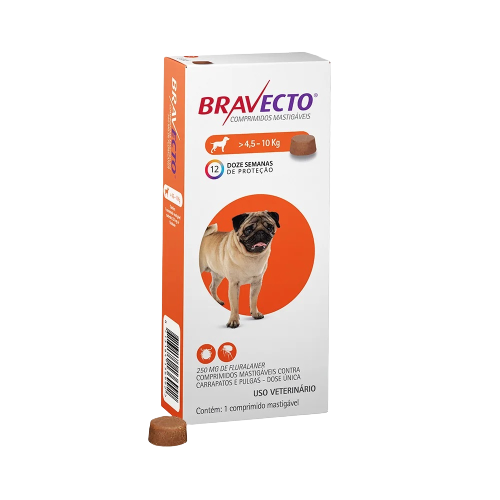 BRAVECTO®
COMPRIMIDOS MASTIGÁVEIS
> 4,5 - 10 Kg
12
DOZE SEMANAS
DE PROTEÇÃO
250 MG DE FLURALANER
COMPRIMIDOS MASTIGÁVEIS CONTRA
CARRAPATOS E PULGAS - DOSE ÚNICA
USO VETERINÁRIO
Contém: 1 comprimido mastigável
BRAVECTO